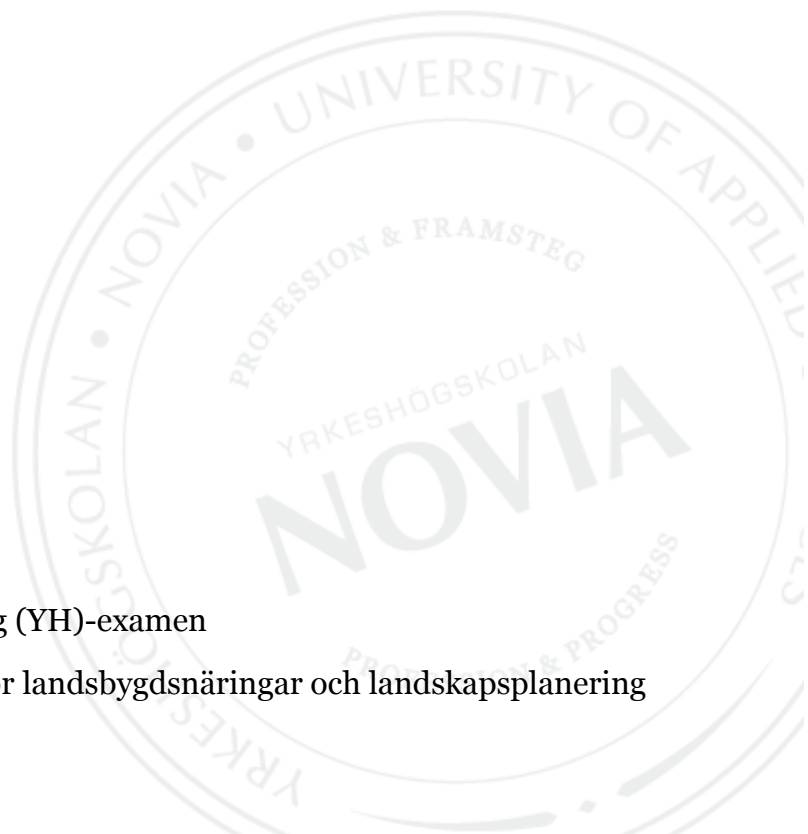 YRKESHÖGSKOLAN • NOVIA • UNIVERSITY OF APPLIED
PROFESSION & FRAMSTEG
YRKESHÖGSKOLAN
NOVIA
PROFESSION & PROGRESS
(YH)-examen
landsbygdsnäringar och landskapsplanering